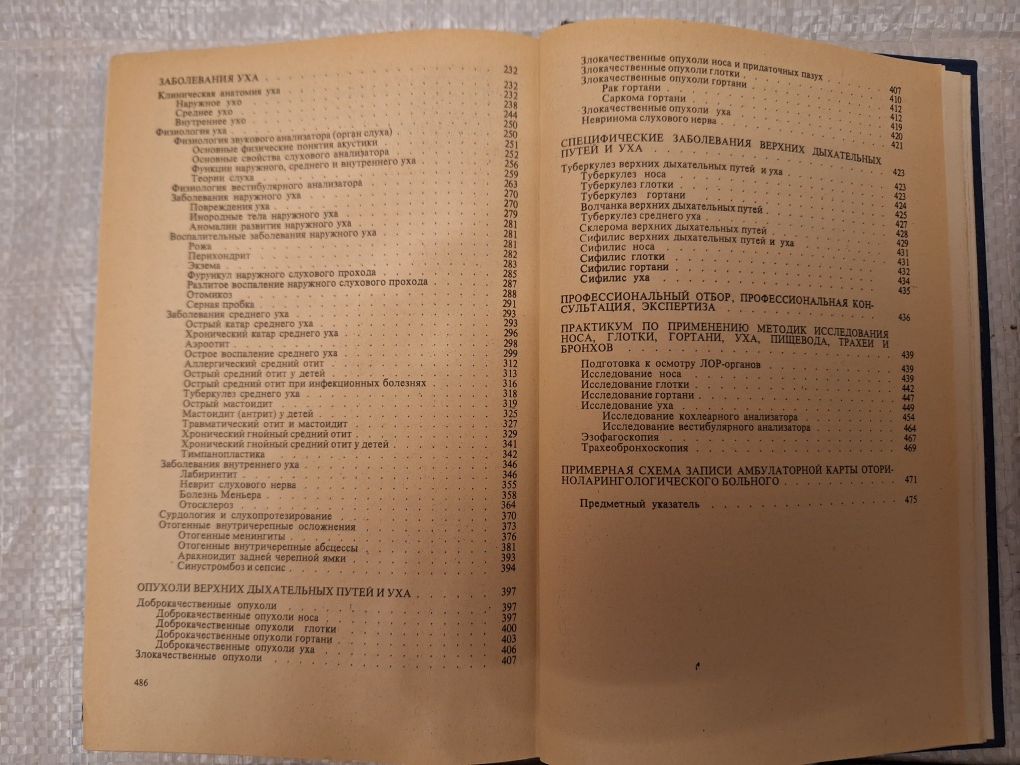 ЗАБОЛЕВАНИЯ УХА . . . 232
Клиническая анатомия уха . . . 232
Наружное ухо . . . 232
Среднее ухо . . . 238
Внутреннее ухо . . . 244
Физиология уха . . . 250
Физиология звукового анализатора (орган слуха) . . . 250
Основные физические понятия акустики . . . 251
Основные свойства слухового анализатора . . . 252
Функции наружного, среднего и внутреннего уха . . . 256
Теории слуха . . . 259
Физиология вестибулярного анализатора . . . 263
Заболевания наружного уха . . . 270
Повреждения уха . . . 270
Инородные тела наружного уха . . . 279
Аномалии развития наружного уха . . . 281
Воспалительные заболевания наружного уха . . . 281
Рожа . . . 281
Перихондрит . . . 282
Экзема . . . 283
Фурункул наружного слухового прохода . . . 285
Разлитое воспаление наружного слухового прохода . . . 287
Отомикоз . . . 288
Серная пробка . . . 291
Заболевания среднего уха . . . 293
Острый катар среднего уха . . . 293
Хронический катар среднего уха . . . 296
Аэроотит . . . 298
Острое воспаление среднего уха . . . 299
Аллергический средний отит . . . 312
Острый средний отит у детей . . . 313
Острый средний отит при инфекционных болезнях . . . 316
Туберкулез среднего уха . . . 318
Острый мастоидит . . . 319
Мастоидит (антрит) у детей . . . 325
Травматический отит и мастоидит . . . 327
Хронический гнойный средний отит . . . 329
Хронический гнойный средний отит у детей . . . 341
Тимпанопластика . . . 342
Заболевания внутреннего уха . . . 346
Лабиринтит . . . 346
Неврит слухового нерва . . . 355
Болезнь Меньера . . . 358
Отосклероз . . . 364
Сурдология и слухопротезирование . . . 370
Отогенные внутричерепные осложнения . . . 373
Отогенные менингиты . . . 376
Отогенные внутричерепные абсцессы . . . 381
Арахноидит задней черепной ямки . . . 393
Синустромбоз и сепсис . . . 394
ОПУХОЛИ ВЕРХНИХ ДЫХАТЕЛЬНЫХ ПУТЕЙ И УХА . . . 397
Доброкачественные опухоли . . . 397
Доброкачественные опухоли носа . . . 397
Доброкачественные опухоли глотки . . . 400
Доброкачественные опухоли гортани . . . 403
Доброкачественные опухоли уха . . . 406
Злокачественные опухоли . . . 407
486
Злокачественные опухоли носа и придаточных пазух . . . 407
Злокачественные опухоли глотки . . . 410
Злокачественные опухоли гортани . . . 412
Рак гортани . . . 412
Саркома гортани . . . 419
Злокачественные опухоли уха . . . 420
Невринома слухового нерва . . . 421
СПЕЦИФИЧЕСКИЕ ЗАБОЛЕВАНИЯ ВЕРХНИХ ДЫХАТЕЛЬНЫХ
ПУТЕЙ И УХА . . . 423
Туберкулез верхних дыхательных путей и уха . . . 423
Туберкулез носа . . . 423
Туберкулез глотки . . . 424
Туберкулез гортани . . . 425
Волчанка верхних дыхательных путей . . . 427
Туберкулез среднего уха . . . 428
Склерома верхних дыхательных путей . . . 429
Сифилис верхних дыхательных путей и уха . . . 431
Сифилис носа . . . 431
Сифилис глотки . . . 432
Сифилис гортани . . . 434
Сифилис уха . . . 435
ПРОФЕССИОНАЛЬНЫЙ ОТБОР, ПРОФЕССИОНАЛЬНАЯ КОН-
СУЛЬТАЦИЯ, ЭКСПЕРТИЗА . . . 436
ПРАКТИКУМ ПО ПРИМЕНЕНИЮ МЕТОДИК ИССЛЕДОВАНИЯ
НОСА, ГЛОТКИ, ГОРТАНИ, УХА, ПИЩЕВОДА, ТРАХЕИ И
БРОНХОВ . . . 439
Подготовка к осмотру ЛОР-органов . . . 439
Исследование носа . . . 439
Исследование глотки . . . 442
Исследование гортани . . . 447
Исследование уха . . . 449
Исследование кохлеарного анализатора . . . 454
Исследование вестибулярного анализатора . . . 464
Эзофагоскопия . . . 467
Трахеобронхоскопия . . . 469
ПРИМЕРНАЯ СХЕМА ЗАПИСИ АМБУЛАТОРНОЙ КАРТЫ ОТОРИ-
НОЛАРИНГОЛОГИЧЕСКОГО БОЛЬНОГО . . . 471
Предметный указатель . . . 475